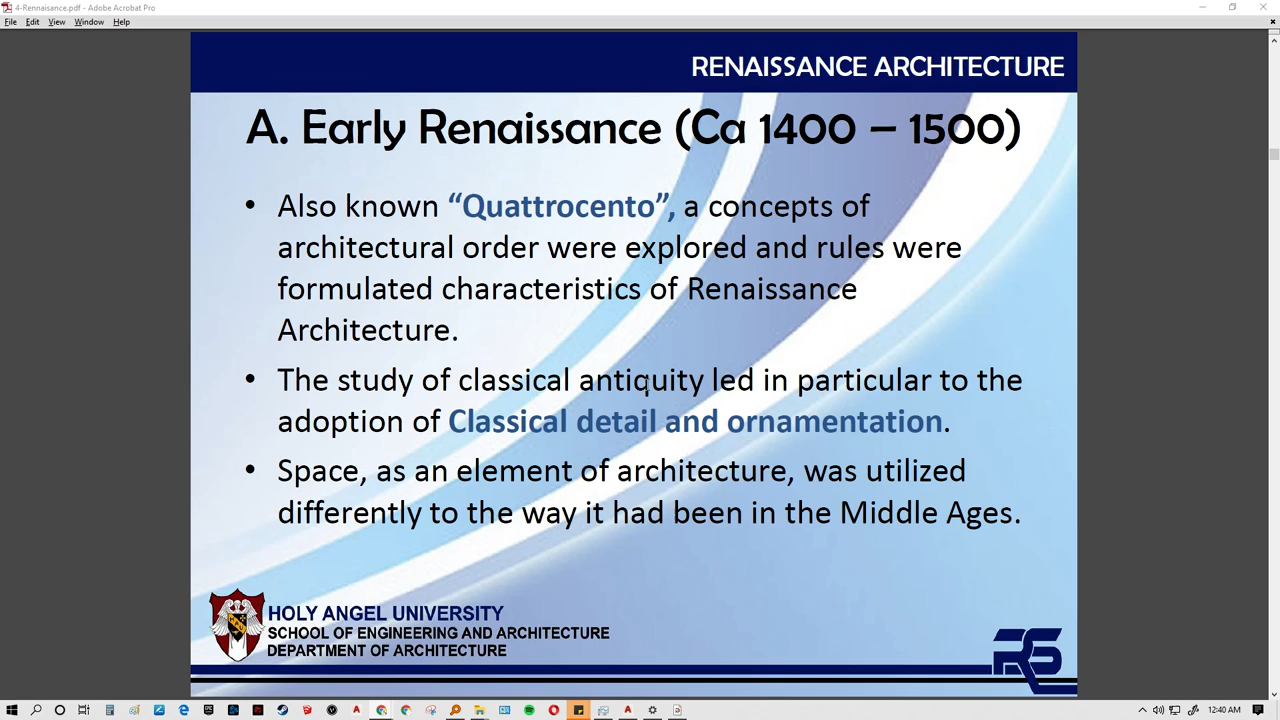 4-Rennaisance.pdf - Adobe Acrobat Pro
File Edit View Window Help
RENAISSANCE ARCHITECTURE
A. Early Renaissance (Ca 1400 – 1500)
• Also known “Quattrocento”, a concepts of
architectural order were explored and rules were
formulated characteristics of Renaissance
Architecture.
• The study of classical antiquity led in particular to the
adoption of Classical detail and ornamentation.
• Space, as an element of architecture, was utilized
differently to the way it had been in the Middle Ages.
HOLY ANGEL UNIVERSITY
SCHOOL OF ENGINEERING AND ARCHITECTURE
DEPARTMENT OF ARCHITECTURE
RS
12:40 AM